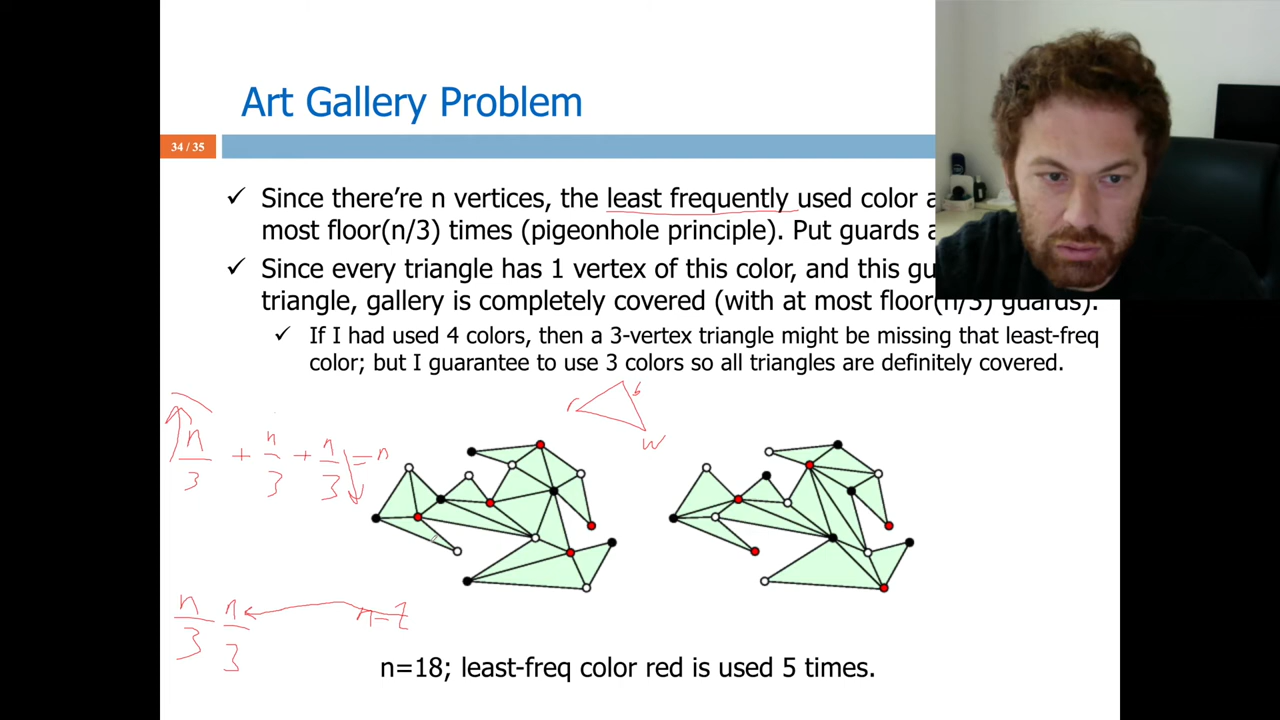 Art Gallery Problem
34 / 35
✓ Since there’re n vertices, the least frequently used color
most floor(n/3) times (pigeonhole principle). Put guards
✓ Since every triangle has 1 vertex of this color, and this
triangle, gallery is completely covered (with at most floor(n/3) guards).
✓ If I had used 4 colors, then a 3-vertex triangle might be missing that least-freq
color; but I guarantee to use 3 colors so all triangles are definitely covered.
r b
w
n/3 + n/3 + n/3 = n
n/3 n/3
n=18; least-freq color red is used 5 times.